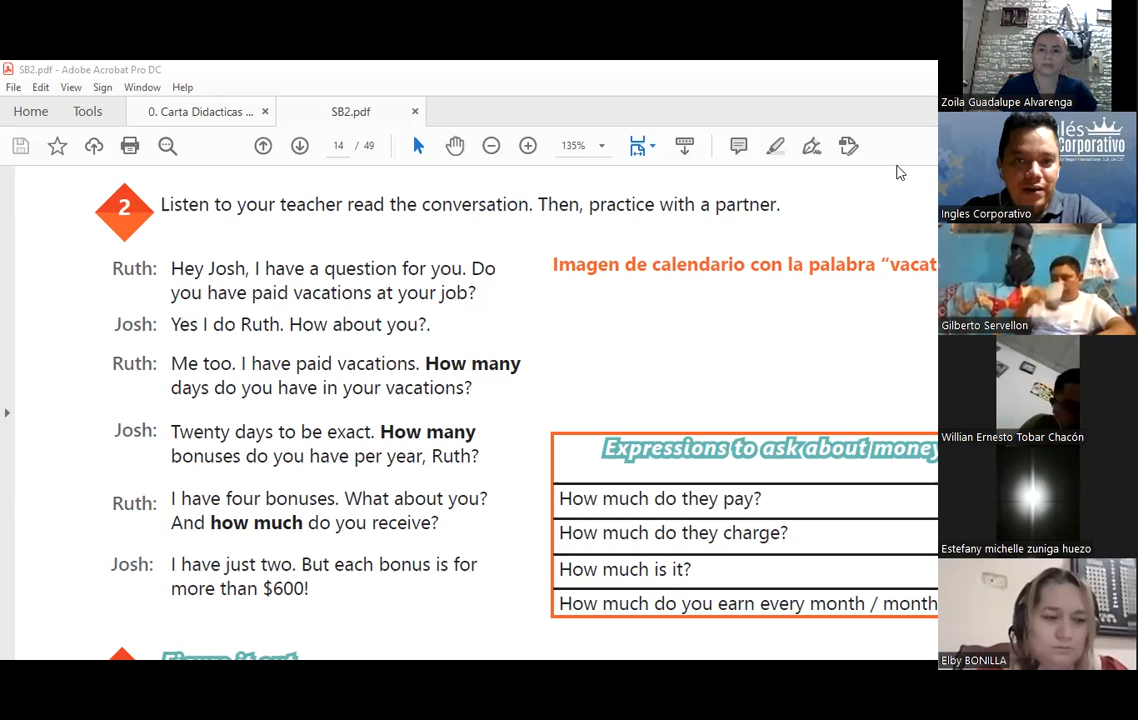 SB2.pdf - Adobe Acrobat Pro DC
File Edit View Sign Window Help
Home Tools 0. Carta Didacticas ... × SB2.pdf ×
14 / 49 135%
2 Listen to your teacher read the conversation. Then, practice with a partner.
Ruth: Hey Josh, I have a question for you. Do
you have paid vacations at your job?
Josh: Yes I do Ruth. How about you?.
Ruth: Me too. I have paid vacations. How many
days do you have in your vacations?
Josh: Twenty days to be exact. How many
bonuses do you have per year, Ruth?
Ruth: I have four bonuses. What about you?
And how much do you receive?
Josh: I have just two. But each bonus is for
more than $600!
Imagen de calendario con la palabra “vacat
Expressions to ask about money
How much do they pay?
How much do they charge?
How much is it?
How much do you earn every month / month
Figure it out
Zoila Guadalupe Alvarenga
lés
corporativo
Ingles Corporativo
Gilberto Servellon
Willian Ernesto Tobar Chacón
Estefany michelle zuniga huezo
Elby BONILLA